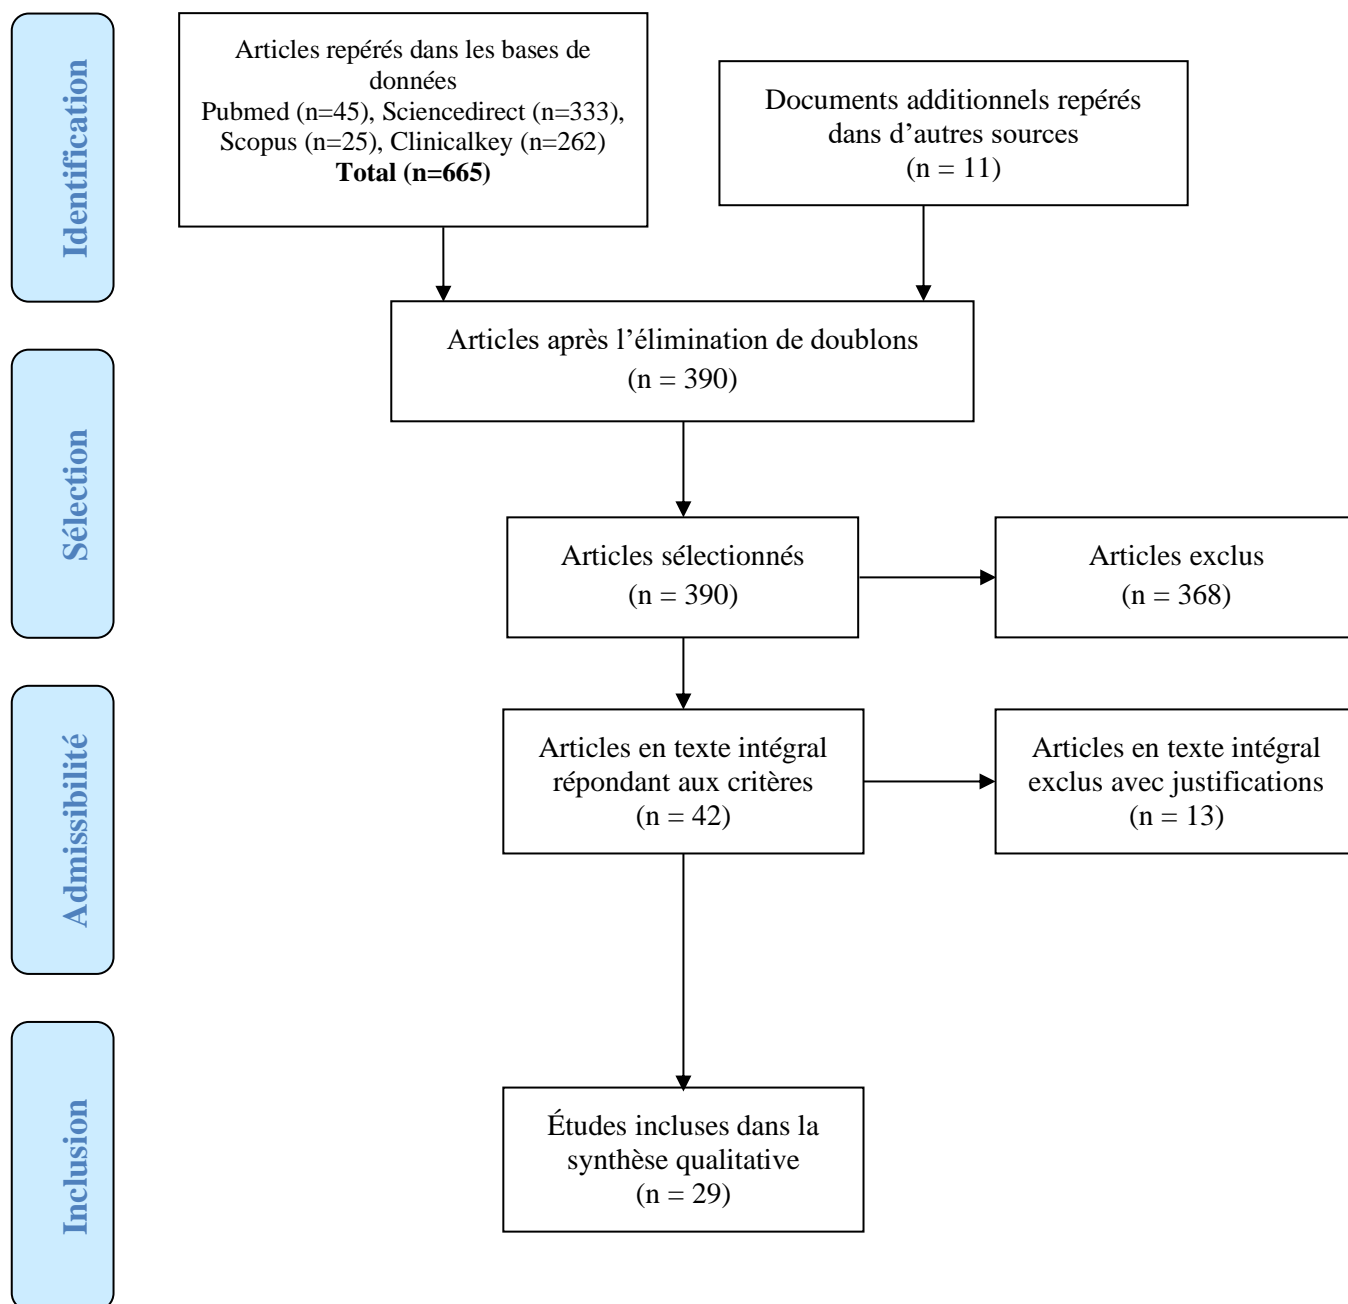 Identification
Articles repérés dans les bases de
données
Pubmed (n=45), Sciencedirect (n=333),
Scopus (n=25), Clinicalkey (n=262)
Total (n=665)
Documents additionnels repérés
dans d’autres sources
(n = 11)
Articles après l’élimination de doublons
(n = 390)
Sélection
Articles sélectionnés
(n = 390)
Articles exclus
(n = 368)
Admissibilité
Articles en texte intégral
répondant aux critères
(n = 42)
Articles en texte intégral
exclus avec justifications
(n = 13)
Inclusion
Études incluses dans la
synthèse qualitative
(n = 29)